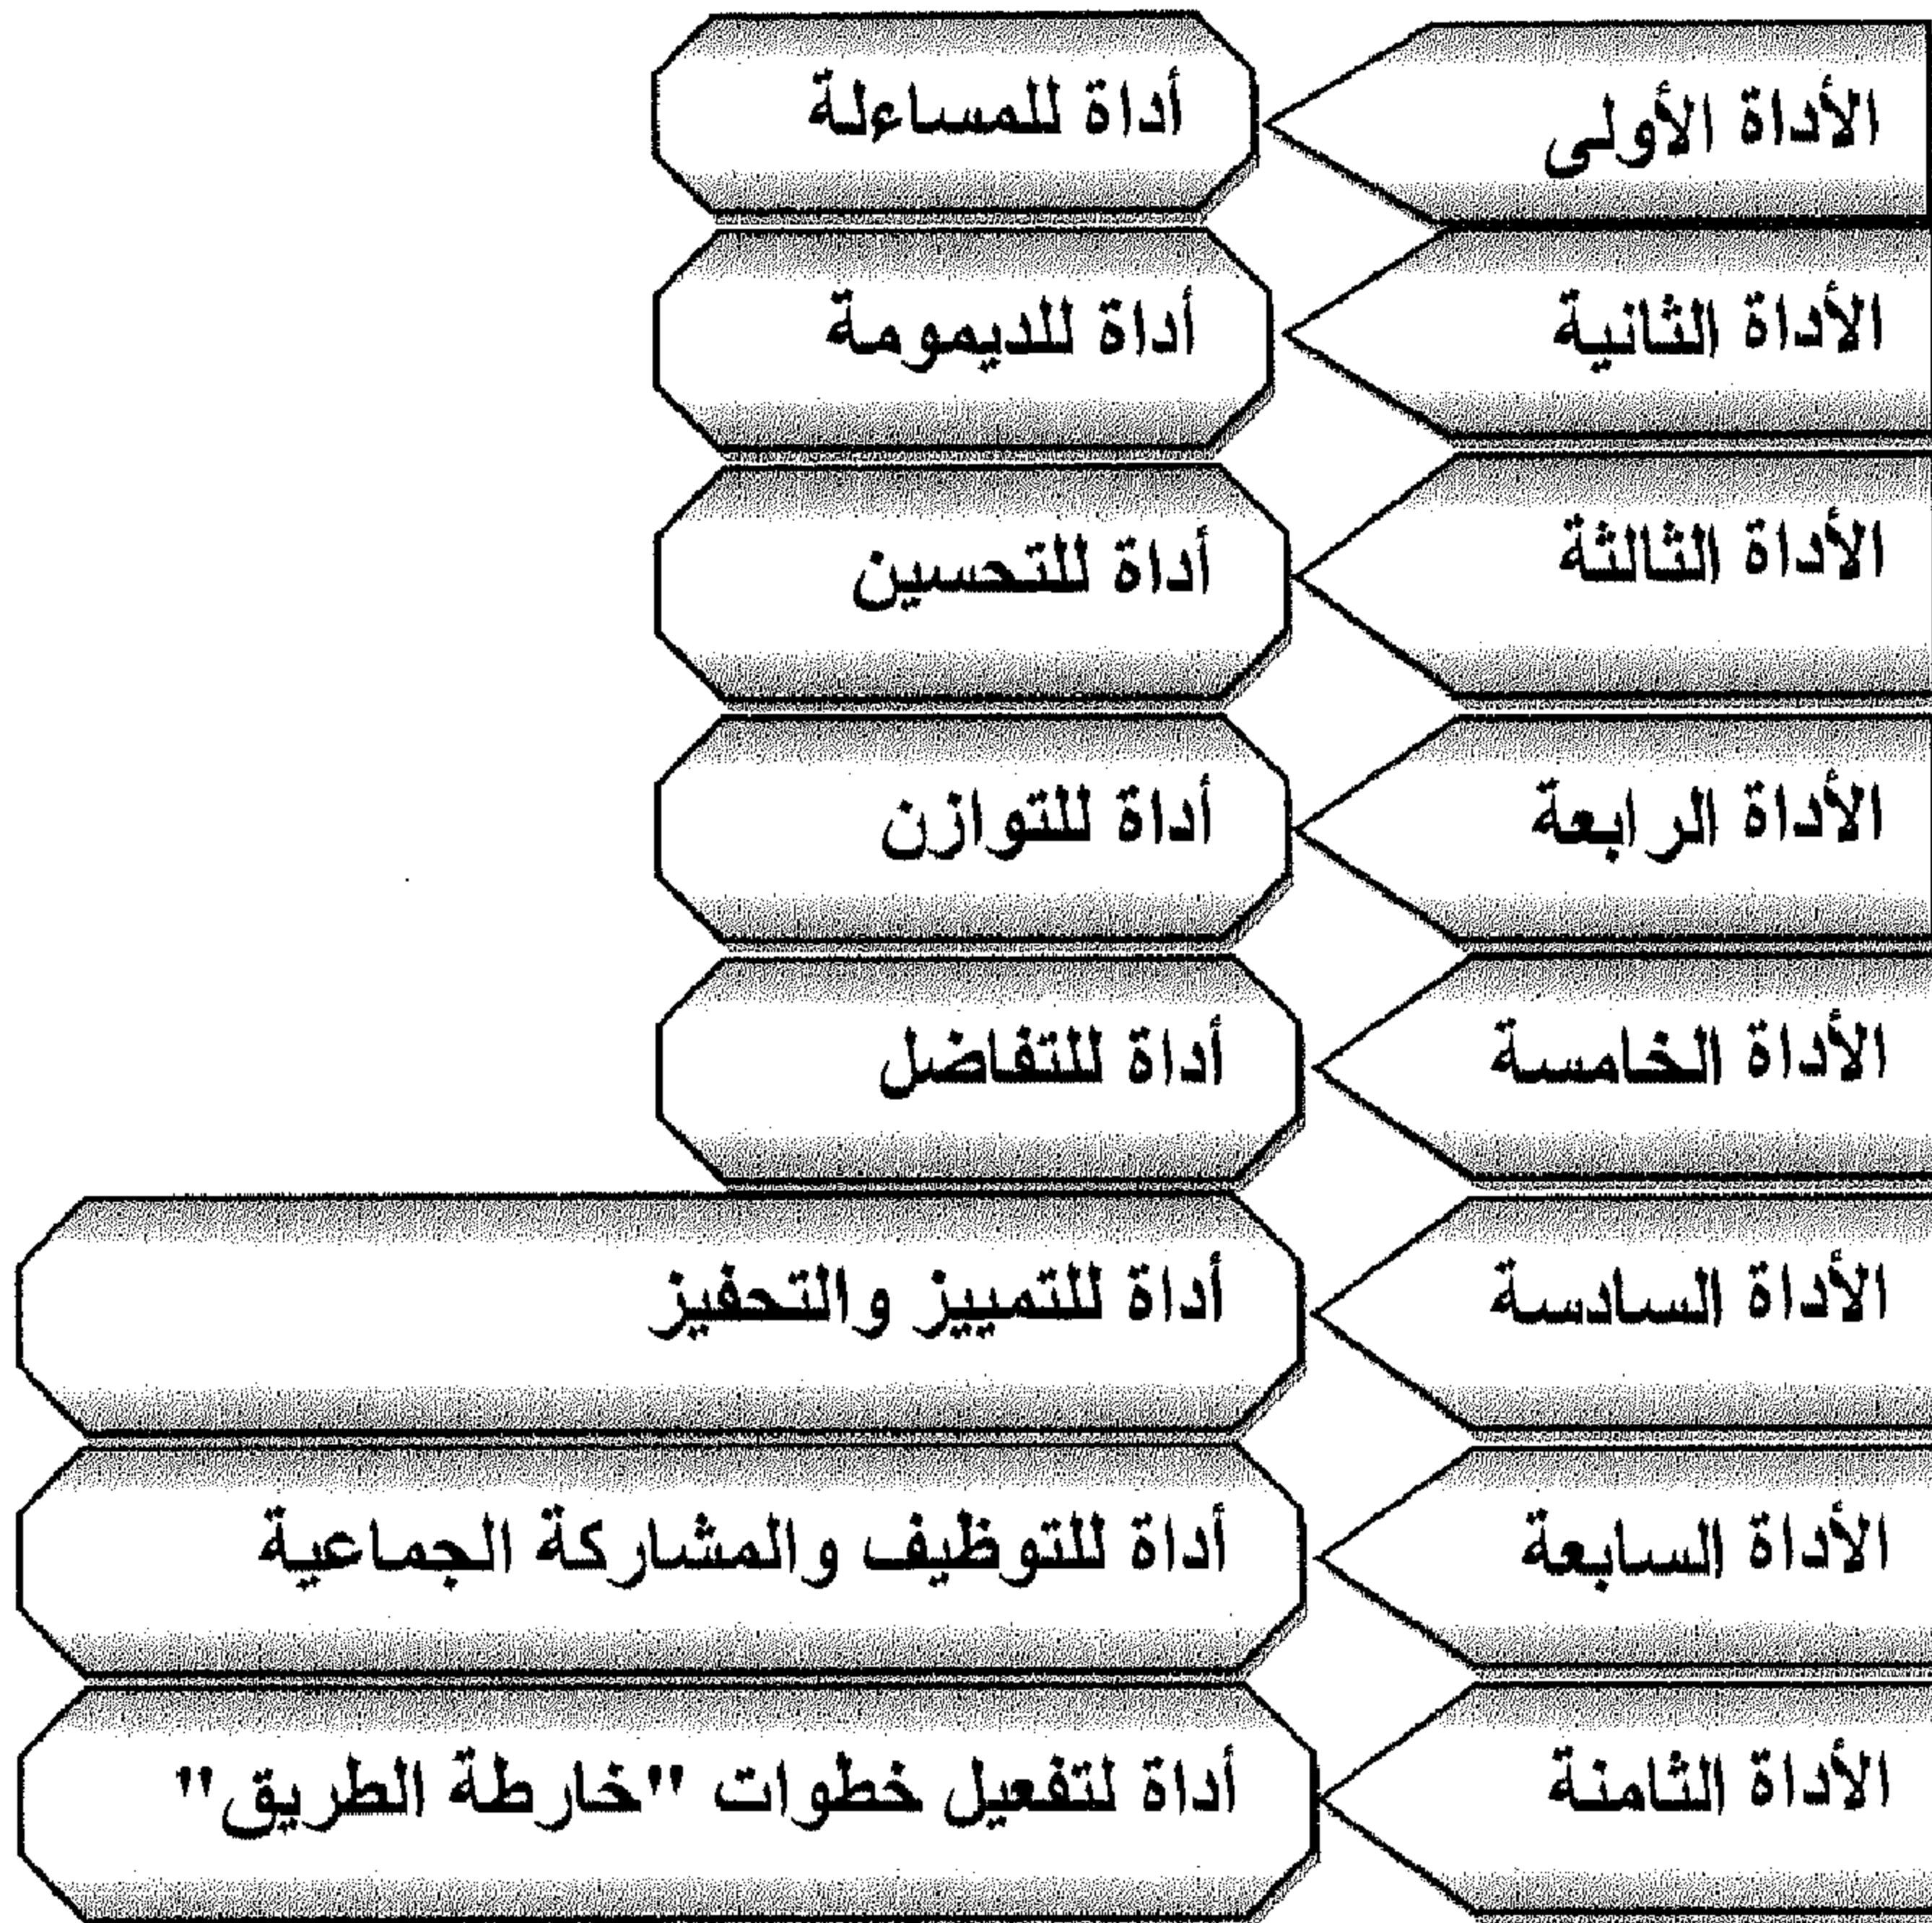 الأداة الأولى
أداة للمساءلة
الأداة الثانية
أداة للديمومة
الأداة الثالثة
أداة للتحسين
الأداة الرابعة
أداة للتوازن
الأداة الخامسة
أداة للتفاضل
الأداة السادسة
أداة للتمييز والتحفيز
الأداة السابعة
أداة للتوظيف والمشاركة الجماعية
الأداة الثامنة
أداة لتفعيل خطوات "خارطة الطريق"